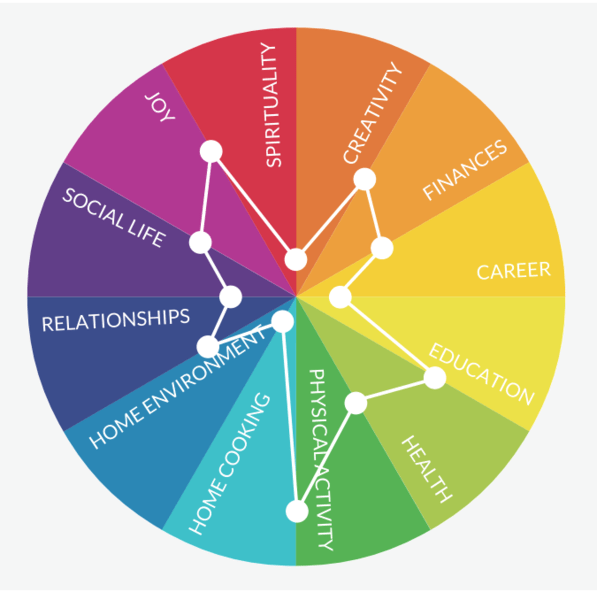 SPIRITUALITY
CREATIVITY
FINANCES
CAREER
EDUCATION
HEALTH
PHYSICAL ACTIVITY
HOME COOKING
HOME ENVIRONMENT
RELATIONSHIPS
SOCIAL LIFE
JOY